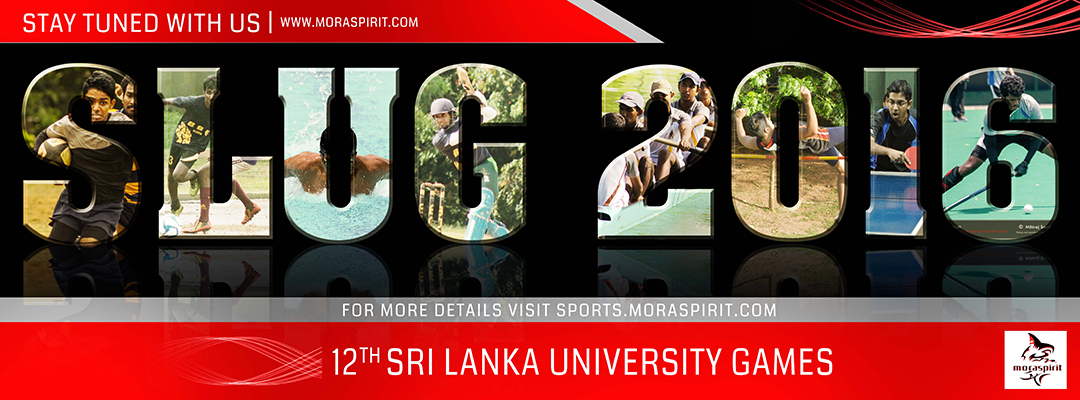 STAY TUNED WITH US | WWW.MORASPIRIT.COM
SLUG 2016
FOR MORE DETAILS VISIT SPORTS.MORASPIRIT.COM
12TH SRI LANKA UNIVERSITY GAMES
moraspirit